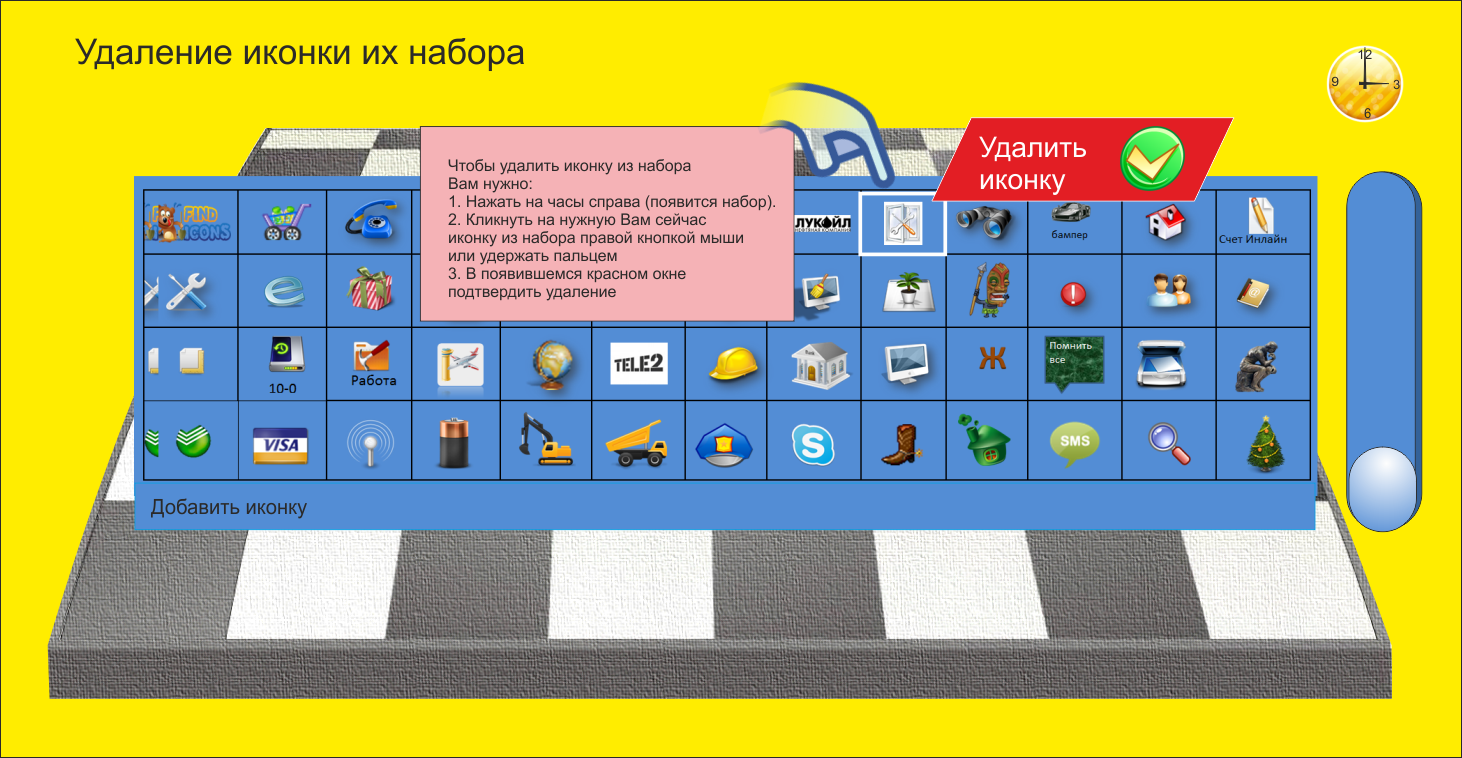 Удаление иконки их набора
12
9
3
6
Удалить
иконку
Чтобы удалить иконку из набора
Вам нужно:
1. Нажать на часы справа (появится набор).
2. Кликнуть на нужную Вам сейчас
иконку из набора правой кнопкой мыши
или удержать пальцем
3. В появившемся красном окне
подтвердить удаление
FIND
ICONS
ЛУКОЙЛ
бампер
Счет Инлайн
10-0
Работа
TELE2
Ж
Помнить
все
VISA
S
SMS
Добавить иконку